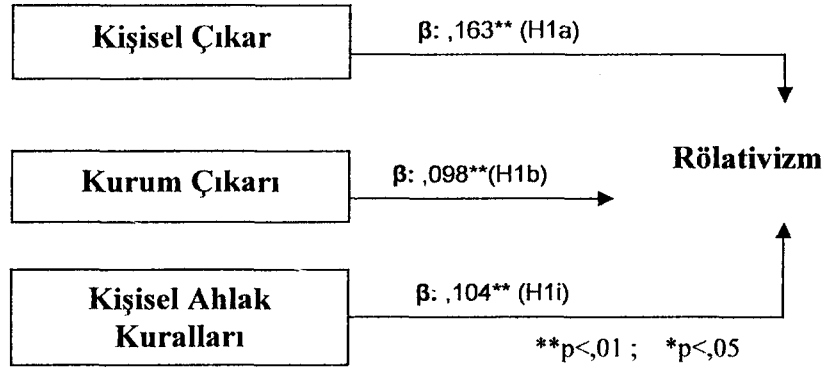 Kişisel Çıkar
β: ,163** (H1a)
Kurum Çıkarı
β: ,098**(H1b)
Rölativizm
Kişisel Ahlak
Kuralları
β: ,104** (H1i)
**p<,01 ; *p<,05